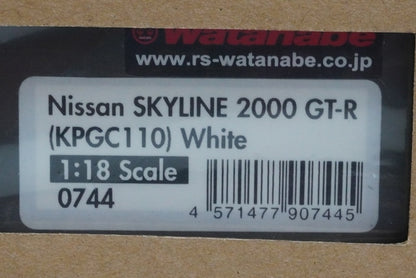 Watanabe
www.rs-watanabe.co.jp
Nissan SKYLINE 2000 GT-R
(KPGC110) White
1:18 Scale
0744
4 571477 907445